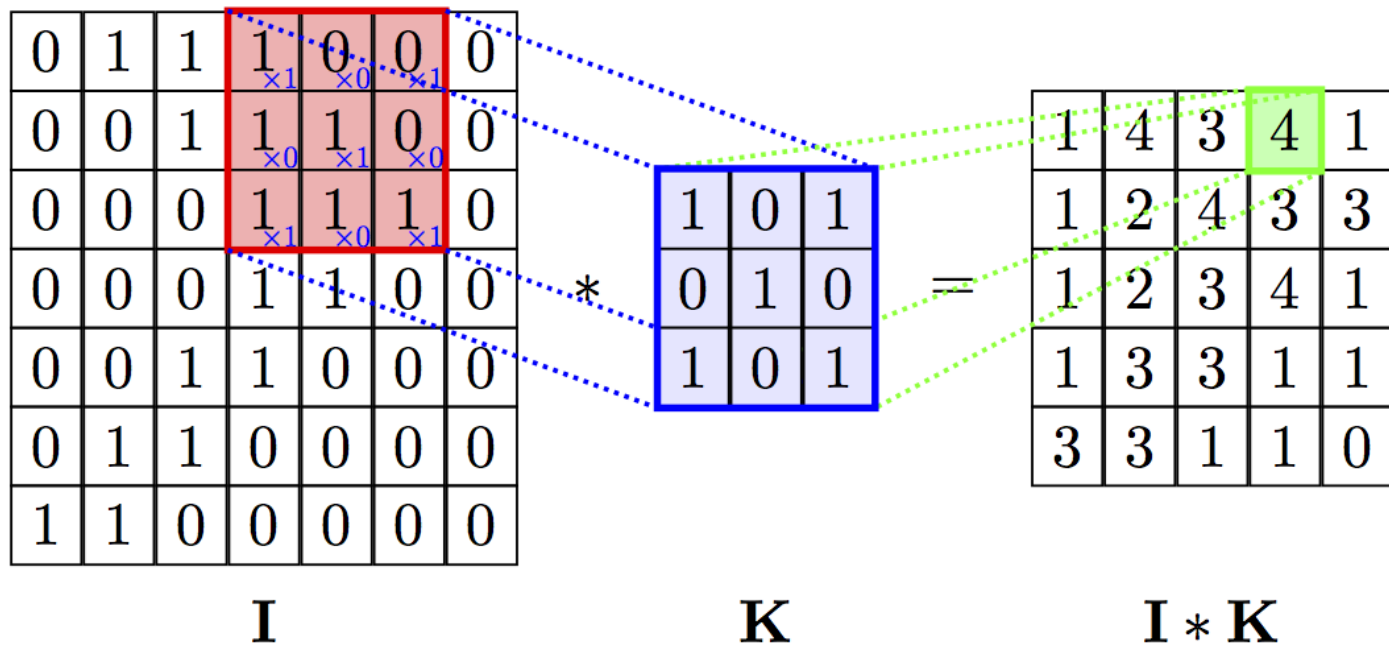 0 1 1 1 0 0 0
×1 ×0 ×1
0 0 1 1 1 0 0
×0 ×1 ×0
0 0 0 1 1 1 0
×1 ×0 ×1
0 0 0 1 1 0 0
0 0 1 1 0 0 0
0 1 1 0 0 0 0
1 1 0 0 0 0 0
I
*
1 0 1
0 1 0
1 0 1
K
=
1 4 3 4 1
1 2 4 3 3
1 2 3 4 1
1 3 3 1 1
3 3 1 1 0
I * K